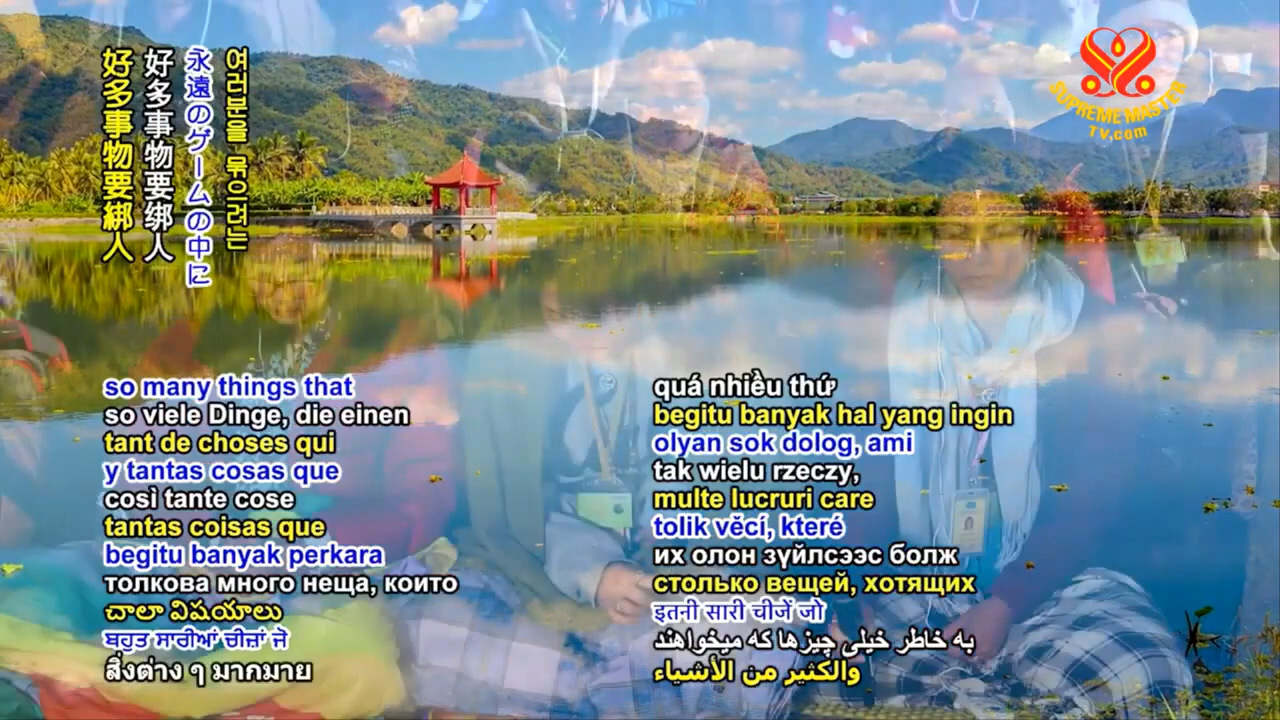 好多事物要綁人
好多事物要绑人
永遠のゲームの中に
여러분을 묶으려는
SUPREME MASTER
TV.com
so many things that
so viele Dinge, die einen
tant de choses qui
y tantas cosas que
così tante cose
tantas coisas que
begitu banyak perkara
толкова много неща, които
చాలా విషయాలు
ਬਹੁਤ ਸਾਰੀਆਂ ਚੀਜ਼ਾਂ ਜੋ
สิ่งต่าง ๆ มากมาย
quá nhiều thứ
begitu banyak hal yang ingin
olyan sok dolog, ami
tak wielu rzeczy,
multe lucruri care
tolik věcí, které
их олон зүйлсээс болж
столько вещей, хотящих
इतनी सारी चीजें जो
به خاطر خیلی چیزها که میخواهند
والكثير من الأشياء